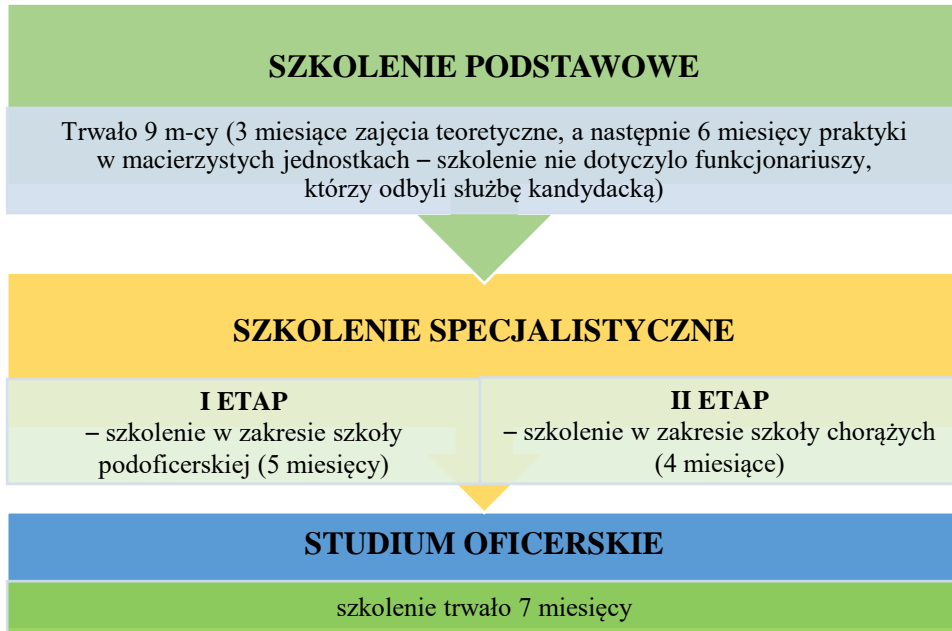 SZKOLENIE PODSTAWOWE
Trwało 9 m-cy (3 miesiące zajęcia teoretyczne, a następnie 6 miesięcy praktyki
w macierzystych jednostkach – szkolenie nie dotyczylo funkcjonariuszy,
którzy odbyli służbę kandydacką)
SZKOLENIE SPECJALISTYCZNE
I ETAP
– szkolenie w zakresie szkoły
podoficerskiej (5 miesięcy)
II ETAP
– szkolenie w zakresie szkoły chorążych
(4 miesiące)
STUDIUM OFICERSKIE
szkolenie trwało 7 miesięcy